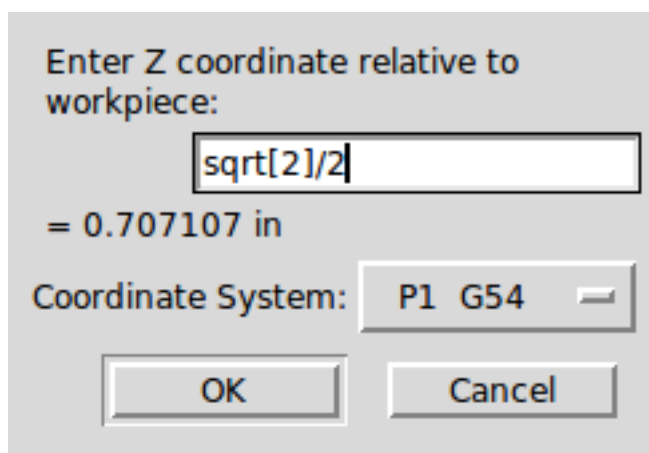 Enter Z coordinate relative to
workpiece:
sqrt[2]/2
= 0.707107 in
Coordinate System: P1 G54
OK Cancel